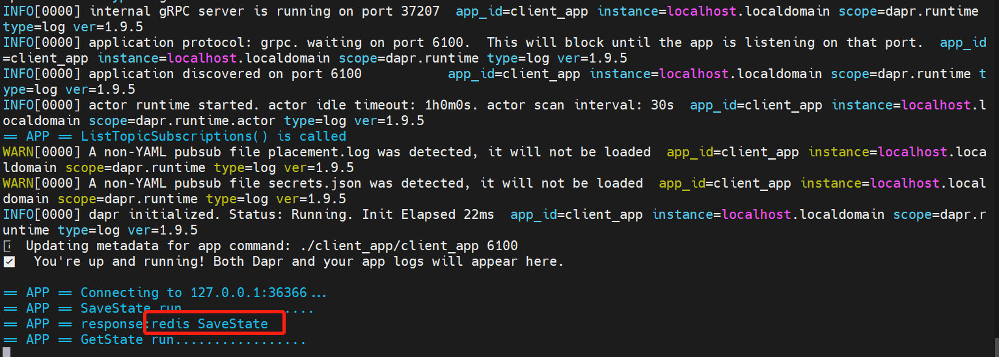 INFO[0000] internal gRPC server is running on port 37207  app_id=client_app instance=localhost.localdomain scope=dapr.runtime
type=log ver=1.9.5
INFO[0000] application protocol: grpc. waiting on port 6100.  This will block until the app is listening on that port.  app_id
=client_app instance=localhost.localdomain scope=dapr.runtime type=log ver=1.9.5
INFO[0000] application discovered on port 6100           app_id=client_app instance=localhost.localdomain scope=dapr.runtime t
ype=log ver=1.9.5
INFO[0000] actor runtime started. actor idle timeout: 1h0m0s. actor scan interval: 30s  app_id=client_app instance=localhost.l
ocaldomain scope=dapr.runtime.actor type=log ver=1.9.5
== APP == ListTopicSubscriptions() is called
WARN[0000] A non-YAML pubsub file placement.log was detected, it will not be loaded  app_id=client_app instance=localhost.loca
ldomain scope=dapr.runtime type=log ver=1.9.5
WARN[0000] A non-YAML pubsub file secrets.json was detected, it will not be loaded  app_id=client_app instance=localhost.local
domain scope=dapr.runtime type=log ver=1.9.5
INFO[0000] dapr initialized. Status: Running. Init Elapsed 22ms  app_id=client_app instance=localhost.localdomain scope=dapr.r
untime type=log ver=1.9.5
Updating metadata for app command: ./client_app/client_app 6100
You're up and running! Both Dapr and your app logs will appear here.
== APP == Connecting to 127.0.0.1:36366...
== APP == SaveState run.................
== APP == response:redis SaveState
== APP == GetState run.................